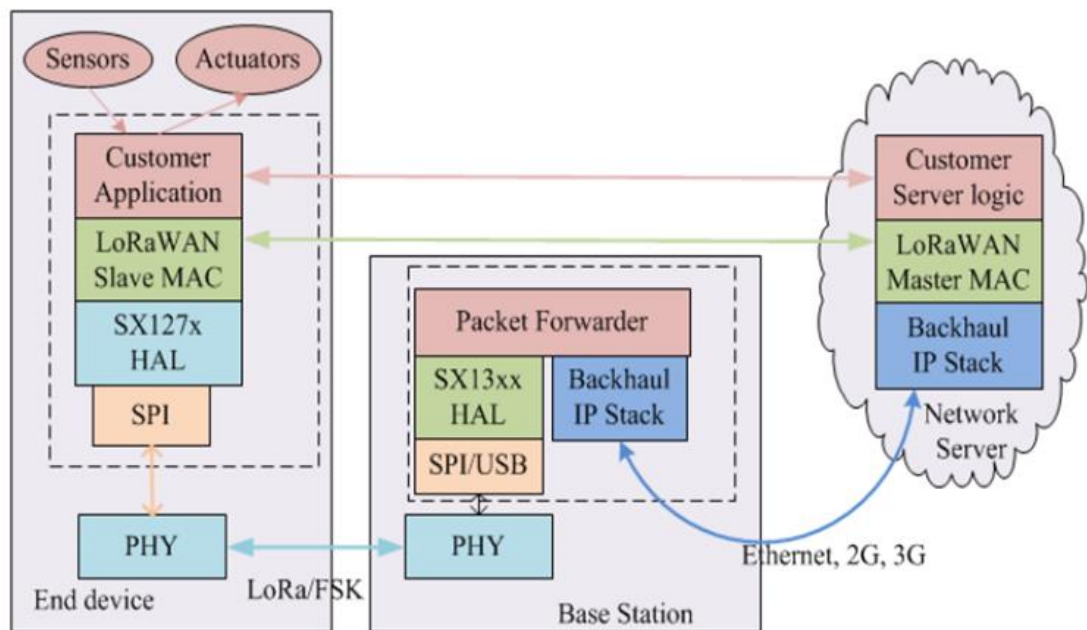 Sensors
Actuators
Customer
Application
LoRaWAN
Slave MAC
SX127x
HAL
SPI
PHY
End device
LoRa/FSK
Packet Forwarder
SX13xx
HAL
Backhaul
IP Stack
SPI/USB
PHY
Base Station
Ethernet, 2G, 3G
Customer
Server logic
LoRaWAN
Master MAC
Backhaul
IP Stack
Network
Server